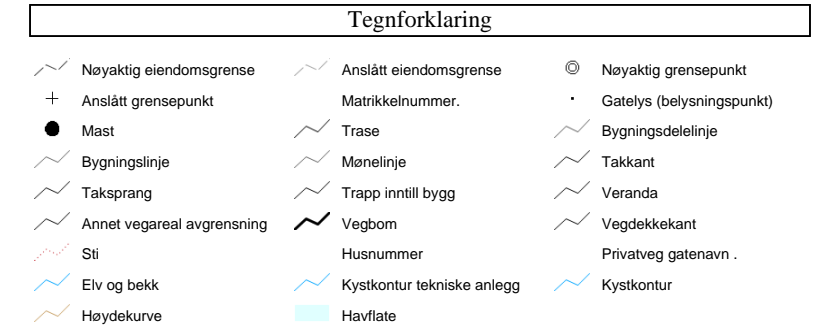 Tegnforklaring
Nøyaktig eiendomsgrense Anslått eiendomsgrense Nøyaktig grensepunkt
Anslått grensepunkt Matrikkelnummer. Gatelys (belysningspunkt)
Mast Trase Bygningsdelelinje
Bygningslinje Mønelinje Takkant
Taksprang Trapp inntill bygg Veranda
Annet vegareal avgrensning Vegbom Vegdekkekant
Sti Husnummer Privatveg gatenavn .
Elv og bekk Kystkontur tekniske anlegg Kystkontur
Høydekurve Havflate